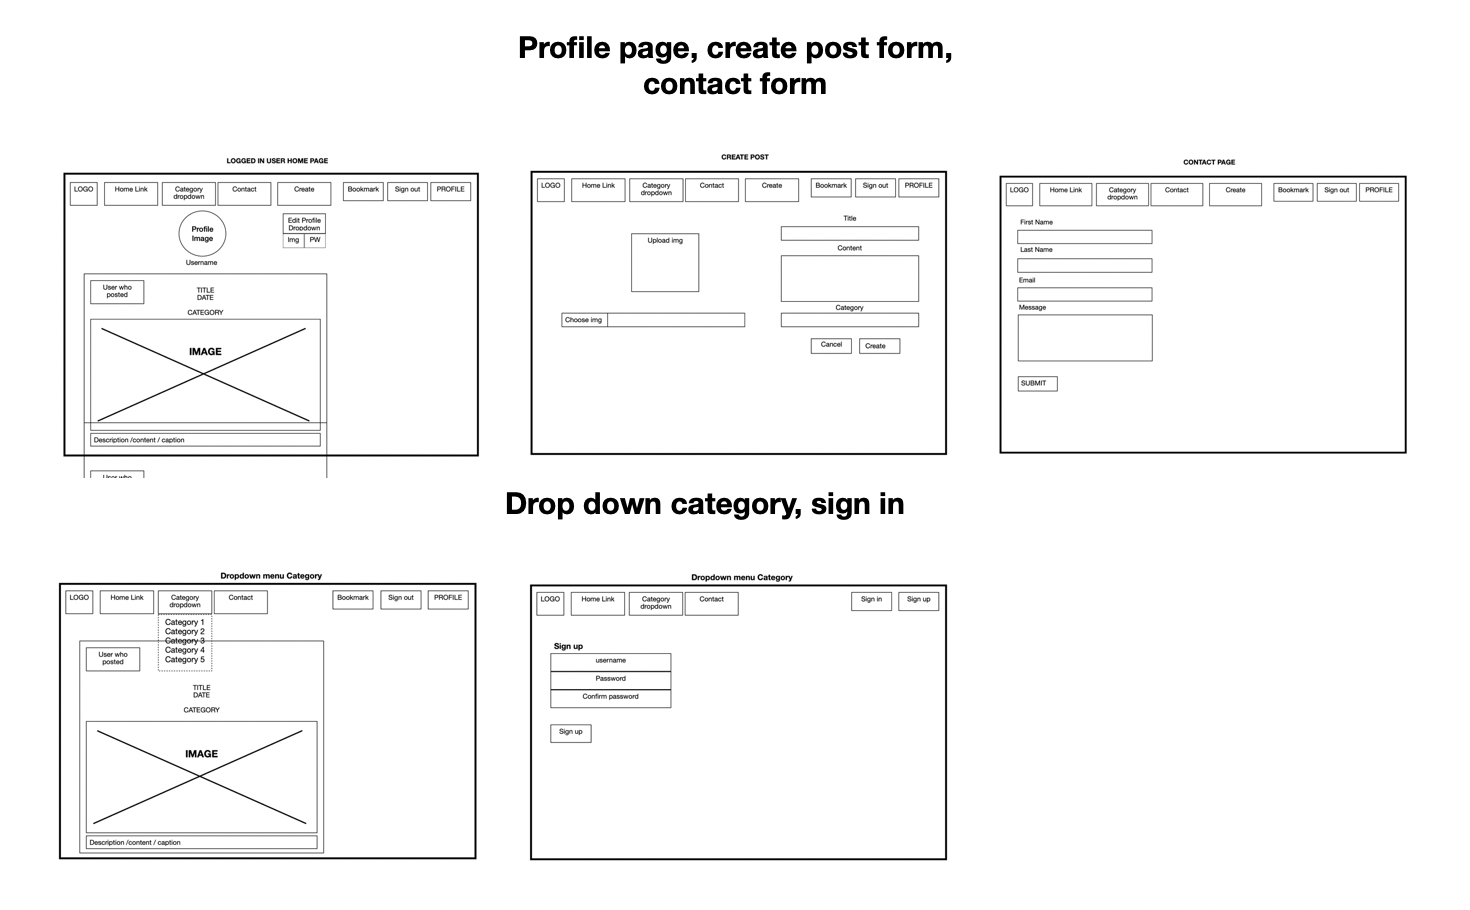 Profile page, create post form,
contact form
LOGGED IN USER HOME PAGE
LOGO
Home Link
Category
dropdown
Contact
Create
Bookmark
Sign out
PROFILE
Profile
Image
Username
Edit Profile
Dropdown
Img
PW
User who
posted
TITLE
DATE
CATEGORY
IMAGE
Description /content / caption
User who
CREATE POST
LOGO
Home Link
Category
dropdown
Contact
Create
Bookmark
Sign out
PROFILE
Upload img
Choose img
Title
Content
Category
Cancel
Create
CONTACT PAGE
LOGO
Home Link
Category
dropdown
Contact
Create
Bookmark
Sign out
PROFILE
First Name
Last Name
Email
Message
SUBMIT
Drop down category, sign in
Dropdown menu Category
LOGO
Home Link
Category
dropdown
Contact
Bookmark
Sign out
PROFILE
Category 1
Category 2
Category 3
Category 4
Category 5
User who
posted
TITLE
DATE
CATEGORY
IMAGE
Description /content / caption
Dropdown menu Category
LOGO
Home Link
Category
dropdown
Contact
Sign in
Sign up
Sign up
username
Password
Confirm password
Sign up